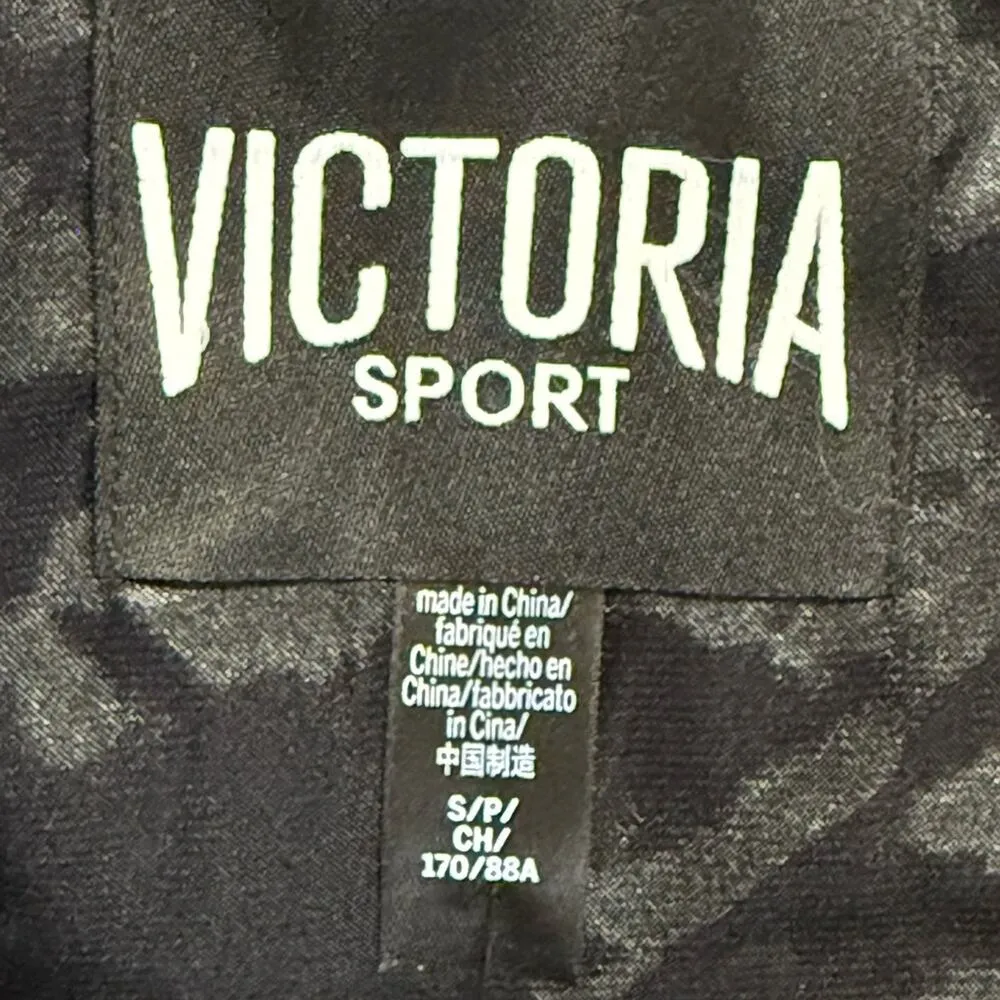 VICTORIA
SPORT
made in China/
fabriqué en
Chine/hecho en
China/fabbricato
in Cina/
中国制造
S/P/
CH/
170/88A